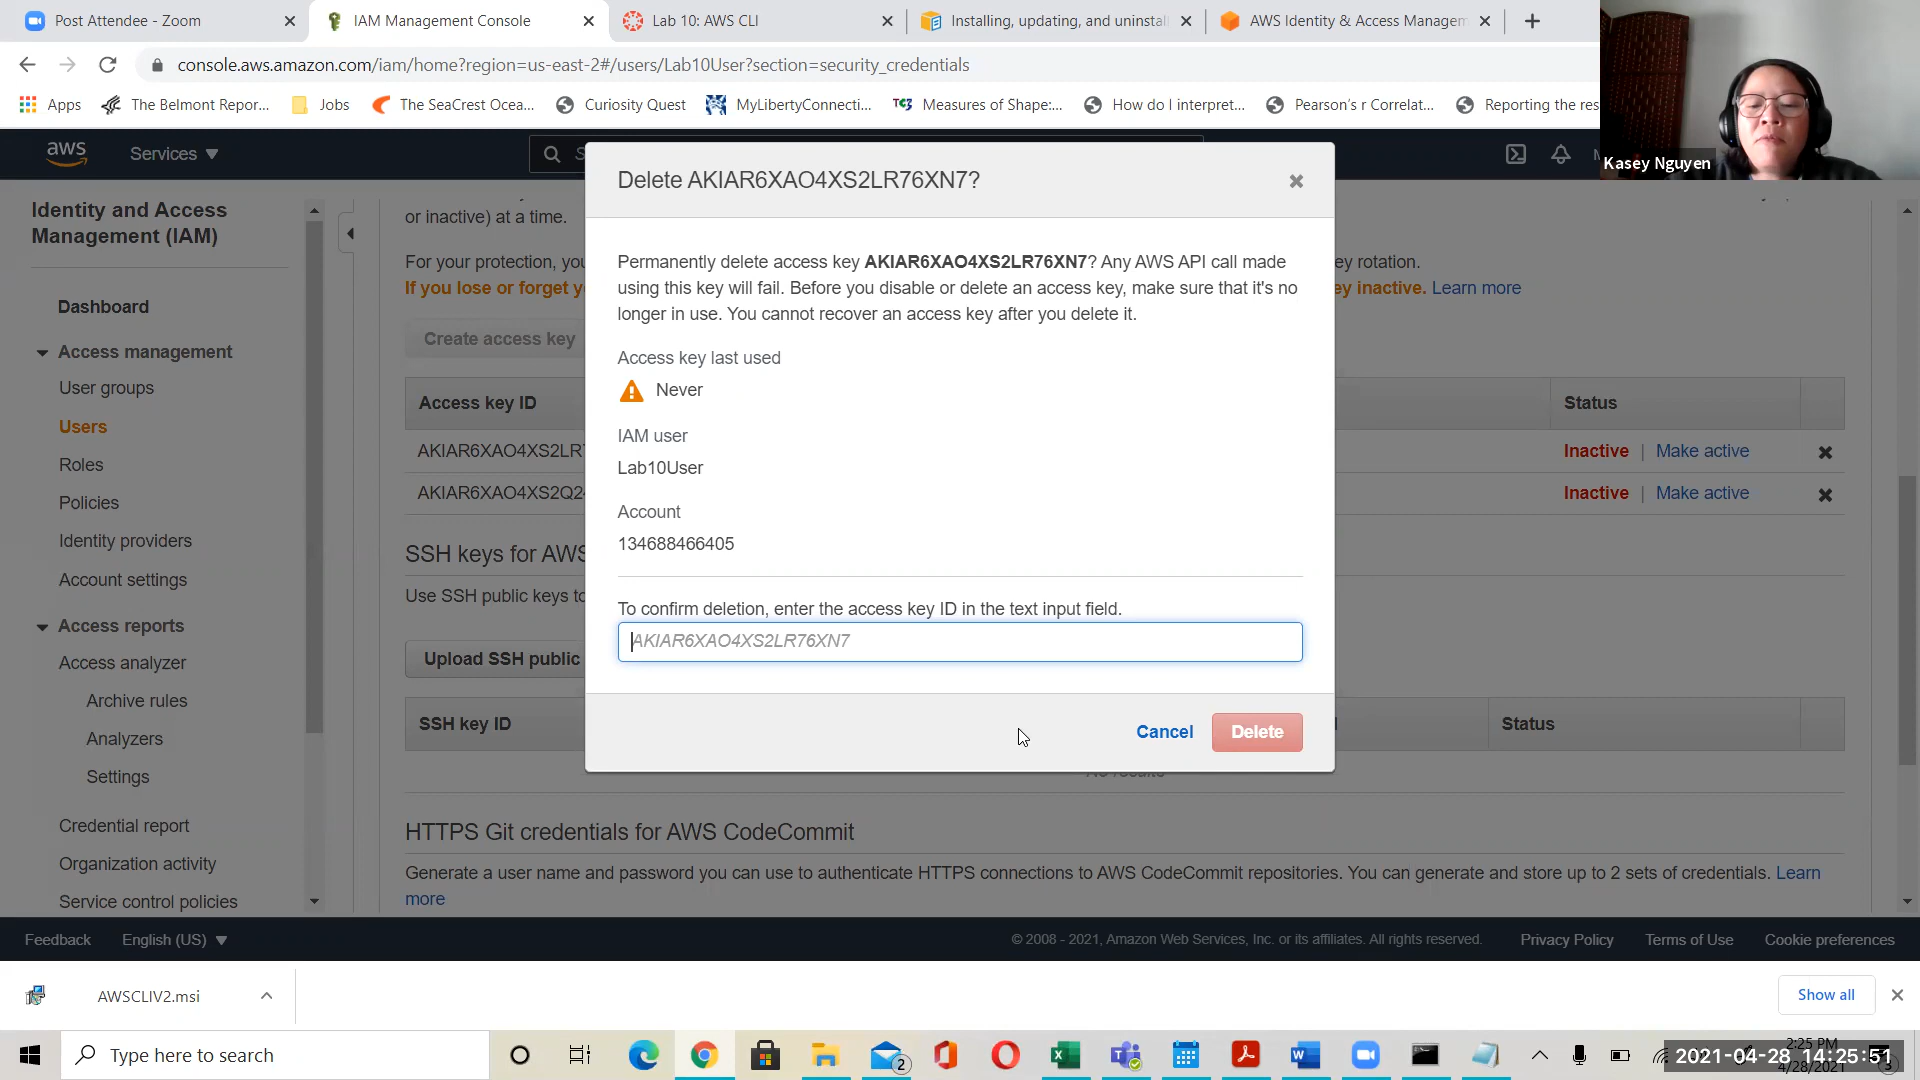 Post Attendee - Zoom
IAM Management Console
Lab 10: AWS CLI
Installing, updating, and uninstal
AWS Identity & Access Managem
console.aws.amazon.com/iam/home?region=us-east-2#/users/Lab10User?section=security_credentials
Apps
The Belmont Repor...
Jobs
The SeaCrest Ocea...
Curiosity Quest
MyLibertyConnecti...
Measures of Shape:...
How do I interpret...
Pearson's r Correlat...
Reporting the res
Kasey Nguyen
aws
Services
Identity and Access
Management (IAM)
Dashboard
Access management
User groups
Users
Roles
Policies
Identity providers
Account settings
Access reports
Access analyzer
Archive rules
Analyzers
Settings
Credential report
Organization activity
Service control policies
or inactive) at a time.
For your protection, you
ey rotation.
If you lose or forget y
ey inactive. Learn more
Create access key
Access key ID
Status
AKIAR6XAO4XS2LR7
Inactive | Make active
AKIAR6XAO4XS2Q2
Inactive | Make active
SSH keys for AWS
Use SSH public keys to
Upload SSH public
SSH key ID
Status
HTTPS Git credentials for AWS CodeCommit
Generate a user name and password you can use to authenticate HTTPS connections to AWS CodeCommit repositories. You can generate and store up to 2 sets of credentials. Learn
more
Delete AKIAR6XAO4XS2LR76XN7?
Permanently delete access key AKIAR6XAO4XS2LR76XN7? Any AWS API call made
using this key will fail. Before you disable or delete an access key, make sure that it's no
longer in use. You cannot recover an access key after you delete it.
Access key last used
Never
IAM user
Lab10User
Account
134688466405
To confirm deletion, enter the access key ID in the text input field.
AKIAR6XAO4XS2LR76XN7
Cancel
Delete
Feedback
English (US)
© 2008 - 2021, Amazon Web Services, Inc. or its affiliates. All rights reserved.
Privacy Policy
Terms of Use
Cookie preferences
AWSCLIV2.msi
Show all
Type here to search
2
2:25 PM
4/28/2021
2021-04-28 14:25:51